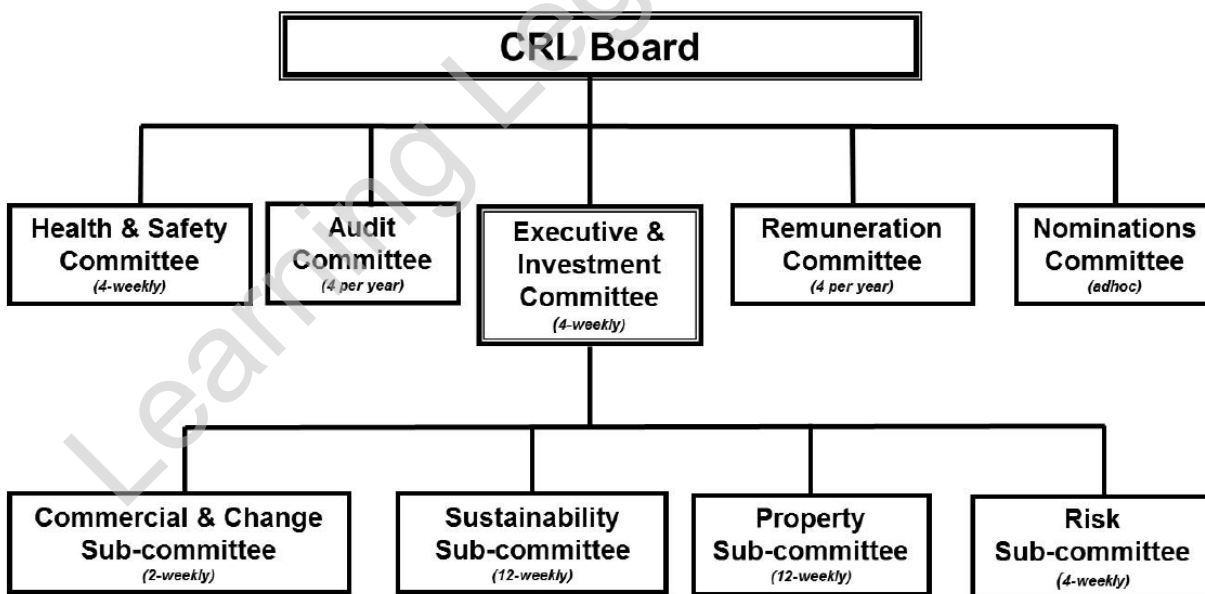 CRL Board
Health & Safety
Committee
(4-weekly)
Audit
Committee
(4 per year)
Executive &
Investment
Committee
(4-weekly)
Remuneration
Committee
(4 per year)
Nominations
Committee
(adhoc)
Commercial & Change
Sub-committee
(2-weekly)
Sustainability
Sub-committee
(12-weekly)
Property
Sub-committee
(12-weekly)
Risk
Sub-committee
(4-weekly)
Learning